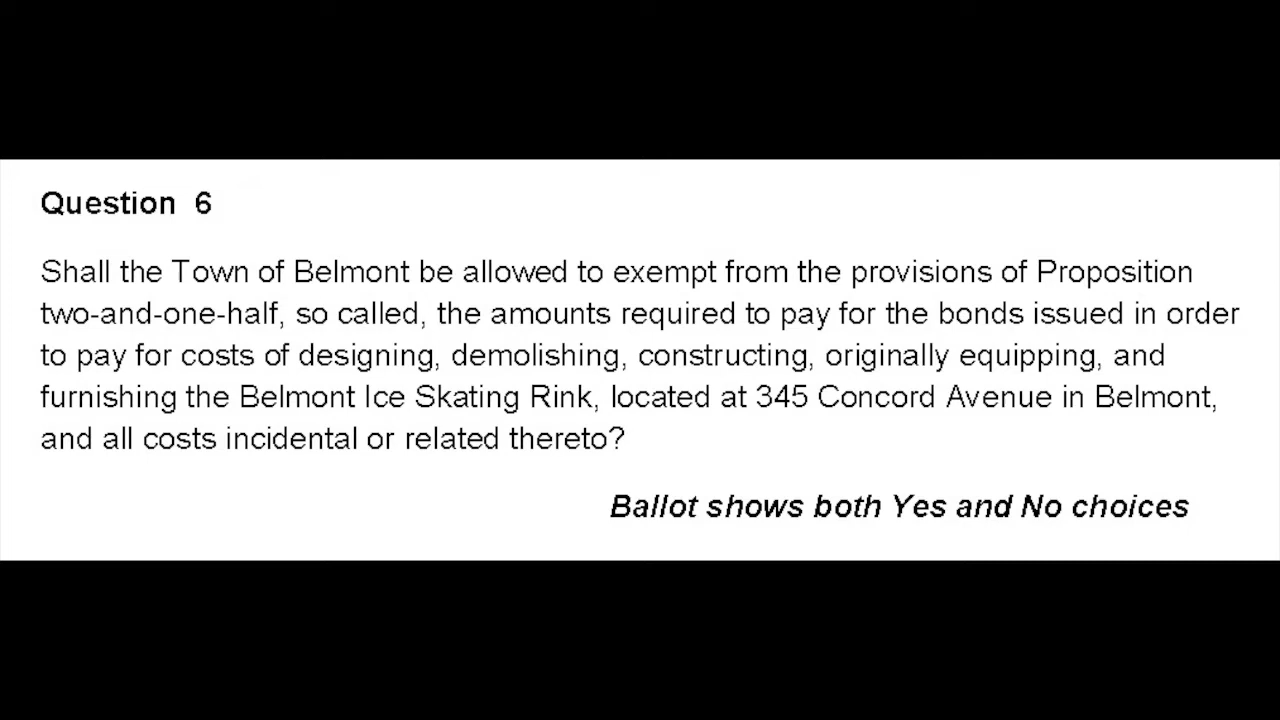 Question 6
Shall the Town of Belmont be allowed to exempt from the provisions of Proposition
two-and-one-half, so called, the amounts required to pay for the bonds issued in order
to pay for costs of designing, demolishing, constructing, originally equipping, and
furnishing the Belmont Ice Skating Rink, located at 345 Concord Avenue in Belmont,
and all costs incidental or related thereto?
Ballot shows both Yes and No choices